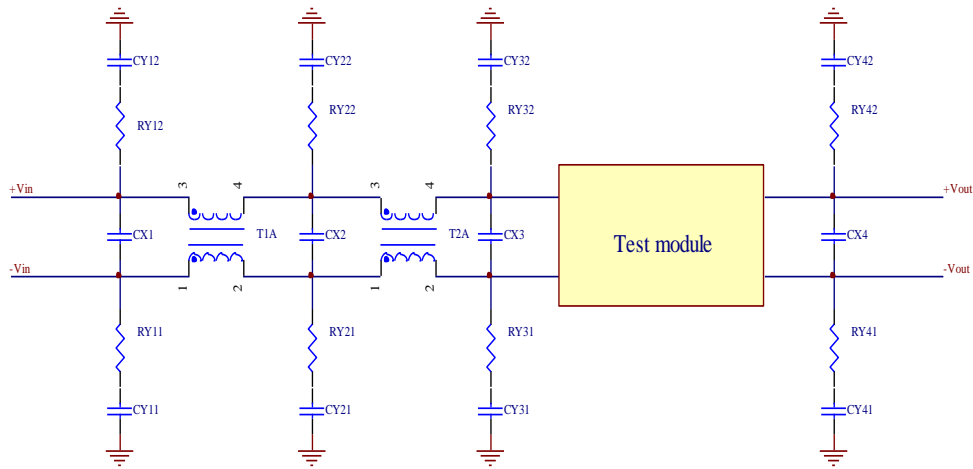 CY12 CY22 CY32 CY42
RY12 RY22 RY32 RY42
+Vin 3 4 3 4 +Vout
CX1 T1A CX2 T2A CX3 Test module CX4
-Vin 1 2 1 2 -Vout
RY11 RY21 RY31 RY41
CY11 CY21 CY31 CY41